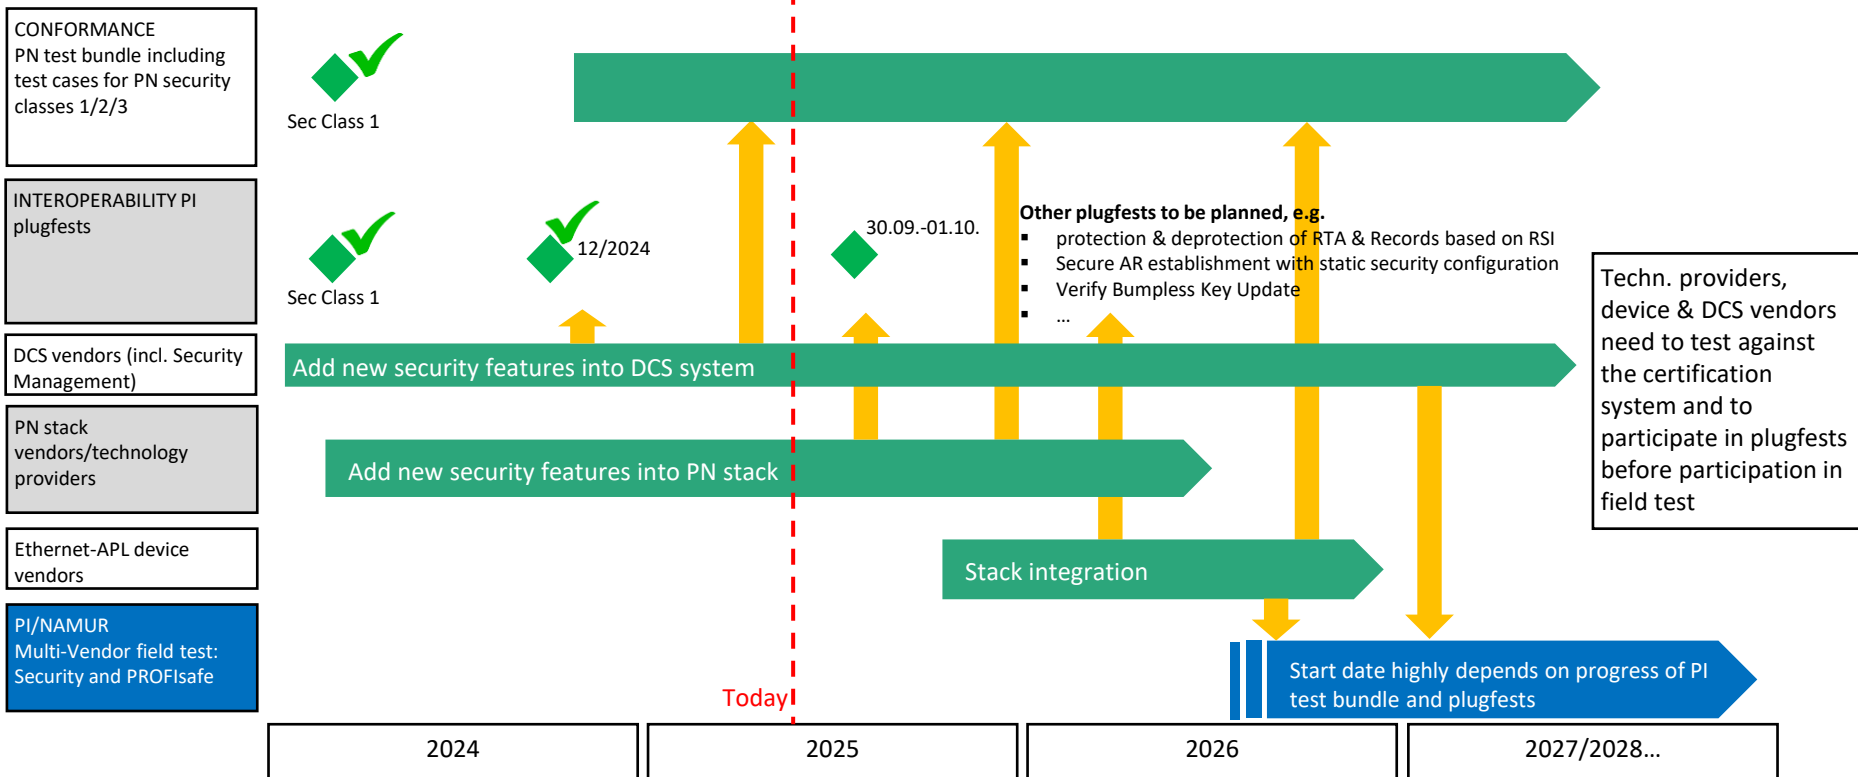 CONFORMANCE
PN test bundle including
test cases for PN security
classes 1/2/3
Sec Class 1
INTEROPERABILITY PI
plugfests
Sec Class 1
12/2024
30.09.-01.10.
Other plugfests to be planned, e.g.
▪ protection & deprotection of RTA & Records based on RSI
▪ Secure AR establishment with static security configuration
▪ Verify Bumpless Key Update
▪ ...
DCS vendors (incl. Security
Management)
Add new security features into DCS system
PN stack
vendors/technology
providers
Add new security features into PN stack
Ethernet-APL device
vendors
Stack integration
PI/NAMUR
Multi-Vendor field test:
Security and PROFIsafe
Start date highly depends on progress of PI
test bundle and plugfests
Techn. providers,
device & DCS vendors
need to test against
the certification
system and to
participate in plugfests
before participation in
field test
Today
2024
2025
2026
2027/2028...